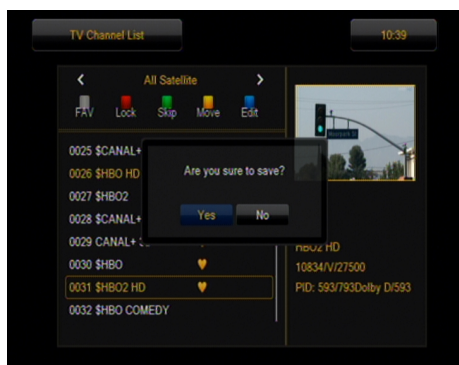 TV Channel List
10:39
All Satellite
FAV Lock Skip Move Edit
0025 $CANAL+
0026 $HBO HD
0027 $HBO2
0028 $CANAL+
0029 CANAL+
0030 $HBO
0031 $HBO2 HD
0032 $HBO COMEDY
Are you sure to save?
Yes No
HBO2 HD
10834/V/27500
PID: 593/793Dolby D/593